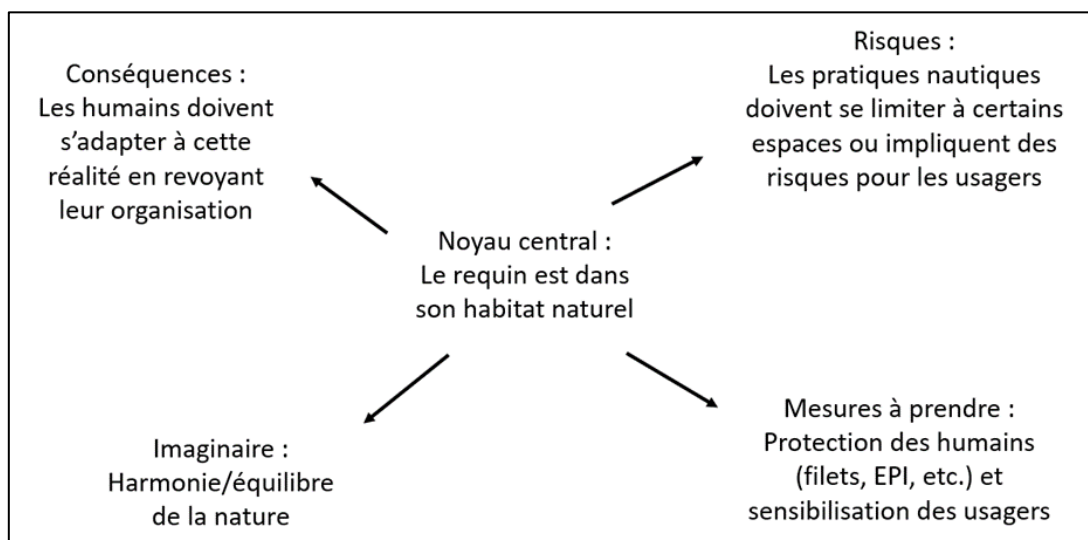 Conséquences :
Les humains doivent
s’adapter à cette
réalité en revoyant
leur organisation
Risques :
Les pratiques nautiques
doivent se limiter à certains
espaces ou impliquent des
risques pour les usagers
Noyau central :
Le requin est dans
son habitat naturel
Imaginaire :
Harmonie/équilibre
de la nature
Mesures à prendre :
Protection des humains
(filets, EPI, etc.) et
sensibilisation des usagers